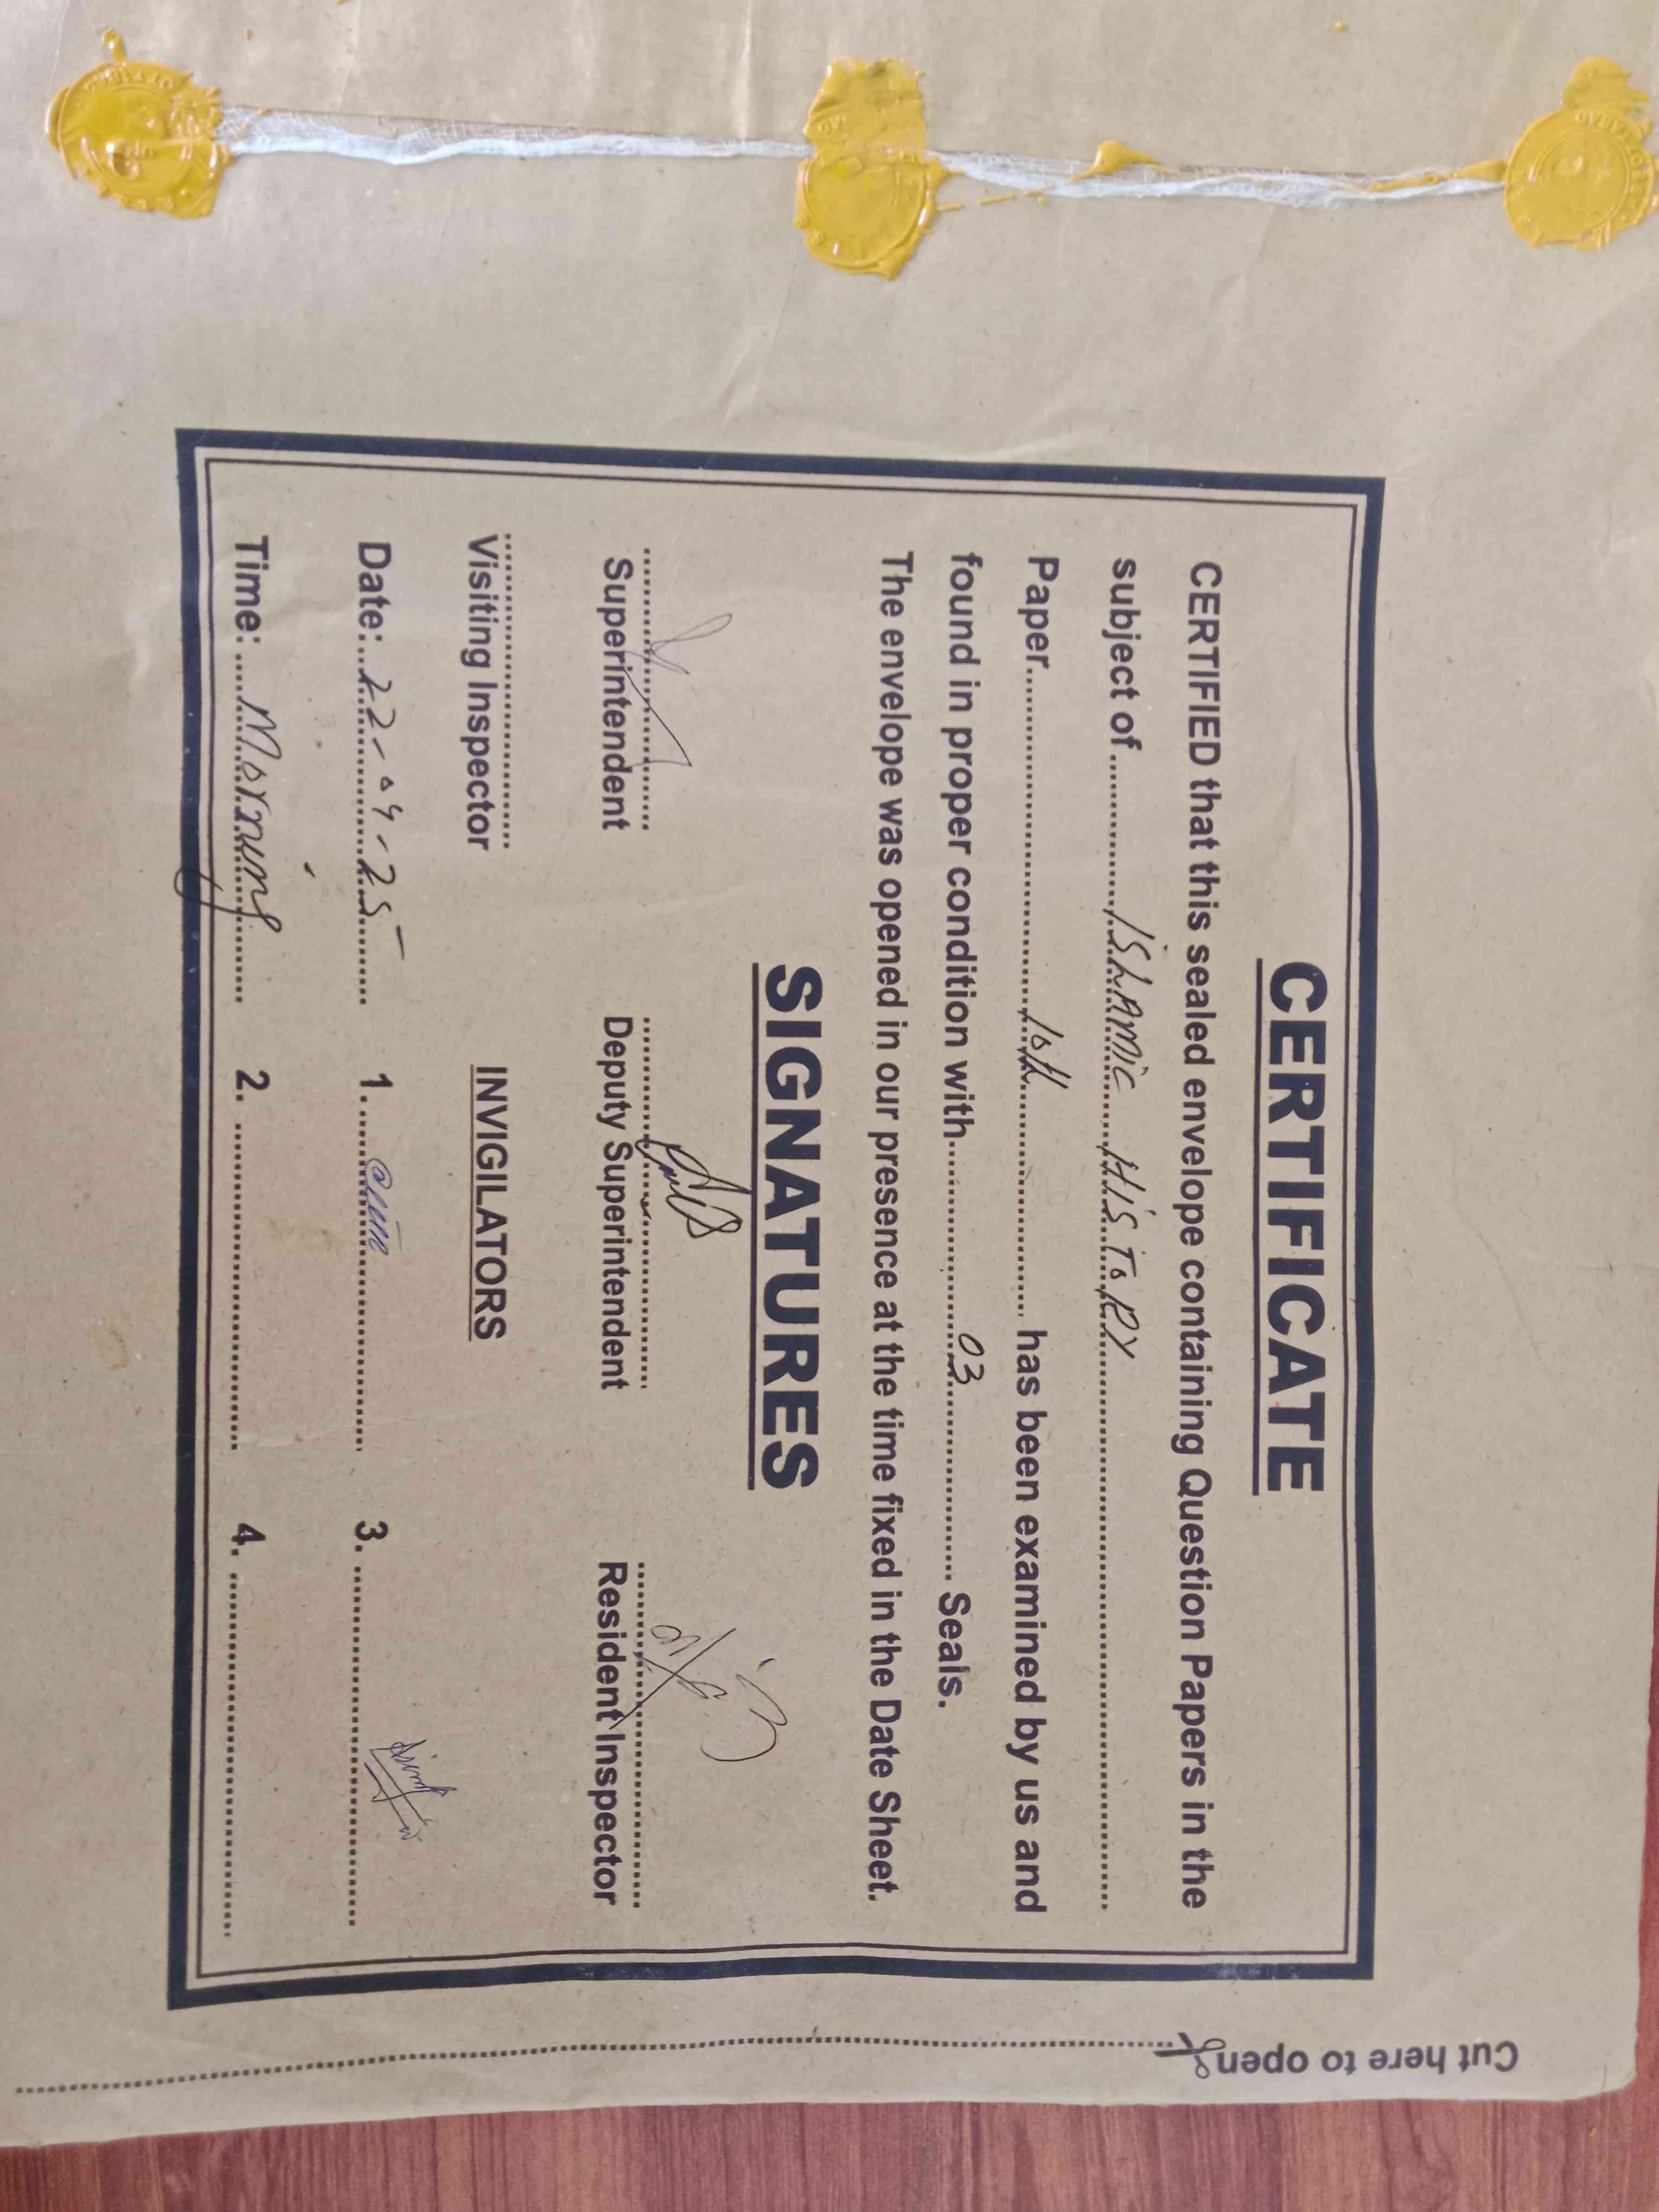 CERTIFICATE
CERTIFIED that this sealed envelope containing Question Papers in the
subject of ISLAMIC HISTORY
Paper 10th has been examined by us and
found in proper condition with 03 Seals.
The envelope was opened in our presence at the time fixed in the Date Sheet.
SIGNATURES
Superintendent Deputy Superintendent Resident Inspector
Visiting Inspector INVIGILATORS
Date: 22-04-25 1. 3.
Time: Morning 2. 4.
Cut here to open